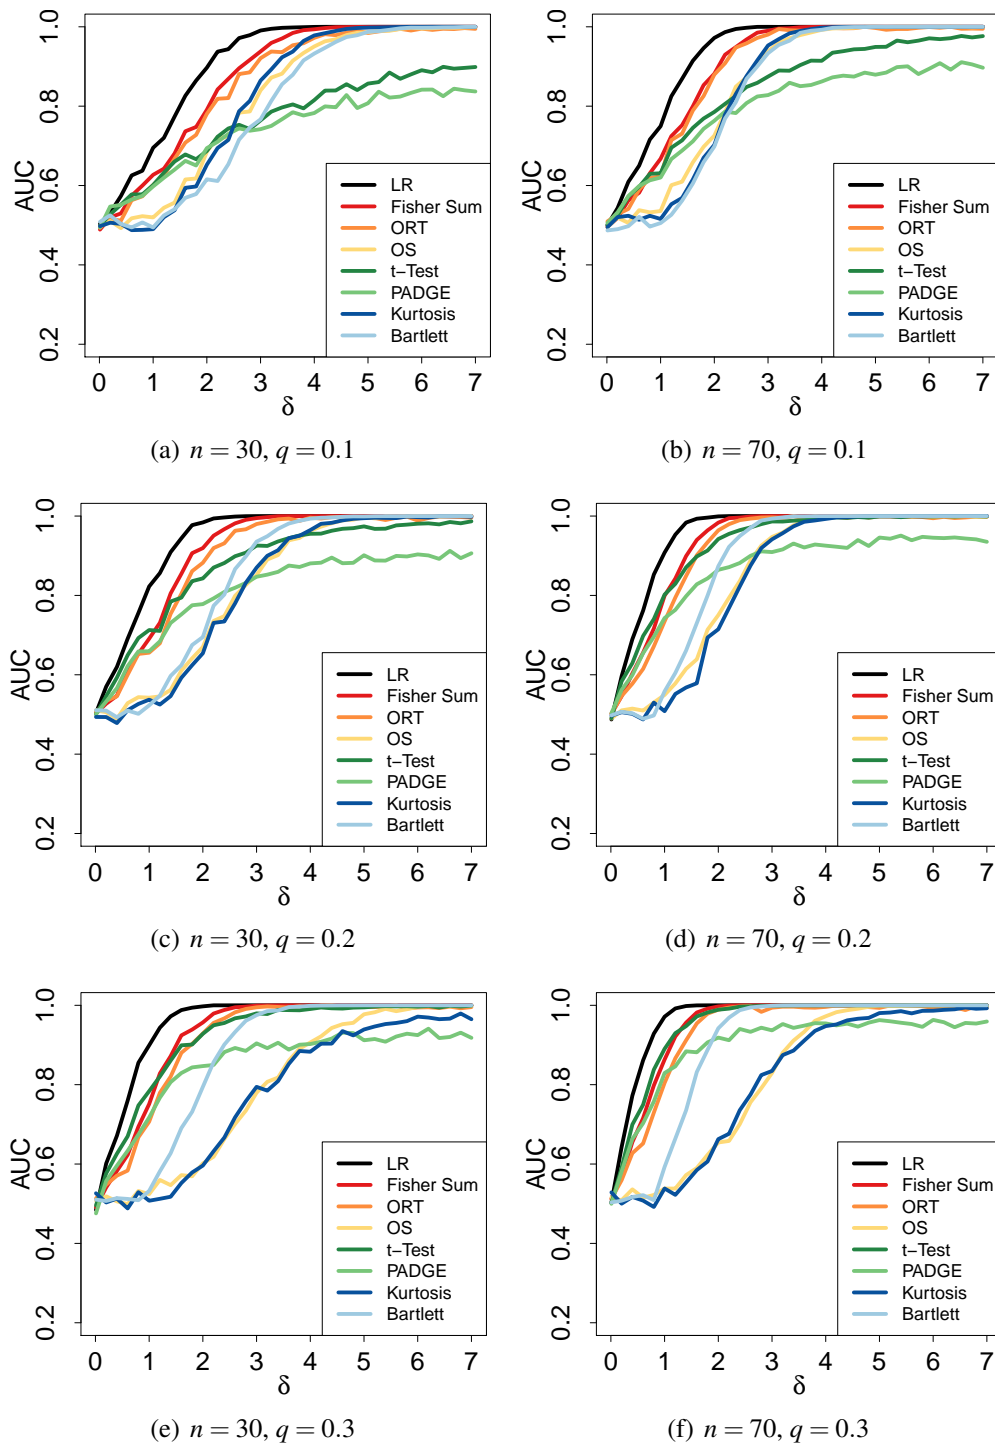 1.0
0.8
0.6
0.4
0.2
AUC
LR
Fisher Sum
ORT
OS
t−Test
PADGE
Kurtosis
Bartlett
0 1 2 3 4 5 6 7
δ
(a) n = 30, q = 0.1
1.0
0.8
0.6
0.4
0.2
AUC
LR
Fisher Sum
ORT
OS
t−Test
PADGE
Kurtosis
Bartlett
0 1 2 3 4 5 6 7
δ
(b) n = 70, q = 0.1
1.0
0.8
0.6
0.4
0.2
AUC
LR
Fisher Sum
ORT
OS
t−Test
PADGE
Kurtosis
Bartlett
0 1 2 3 4 5 6 7
δ
(c) n = 30, q = 0.2
1.0
0.8
0.6
0.4
0.2
AUC
LR
Fisher Sum
ORT
OS
t−Test
PADGE
Kurtosis
Bartlett
0 1 2 3 4 5 6 7
δ
(d) n = 70, q = 0.2
1.0
0.8
0.6
0.4
0.2
AUC
LR
Fisher Sum
ORT
OS
t−Test
PADGE
Kurtosis
Bartlett
0 1 2 3 4 5 6 7
δ
(e) n = 30, q = 0.3
1.0
0.8
0.6
0.4
0.2
AUC
LR
Fisher Sum
ORT
OS
t−Test
PADGE
Kurtosis
Bartlett
0 1 2 3 4 5 6 7
δ
(f) n = 70, q = 0.3